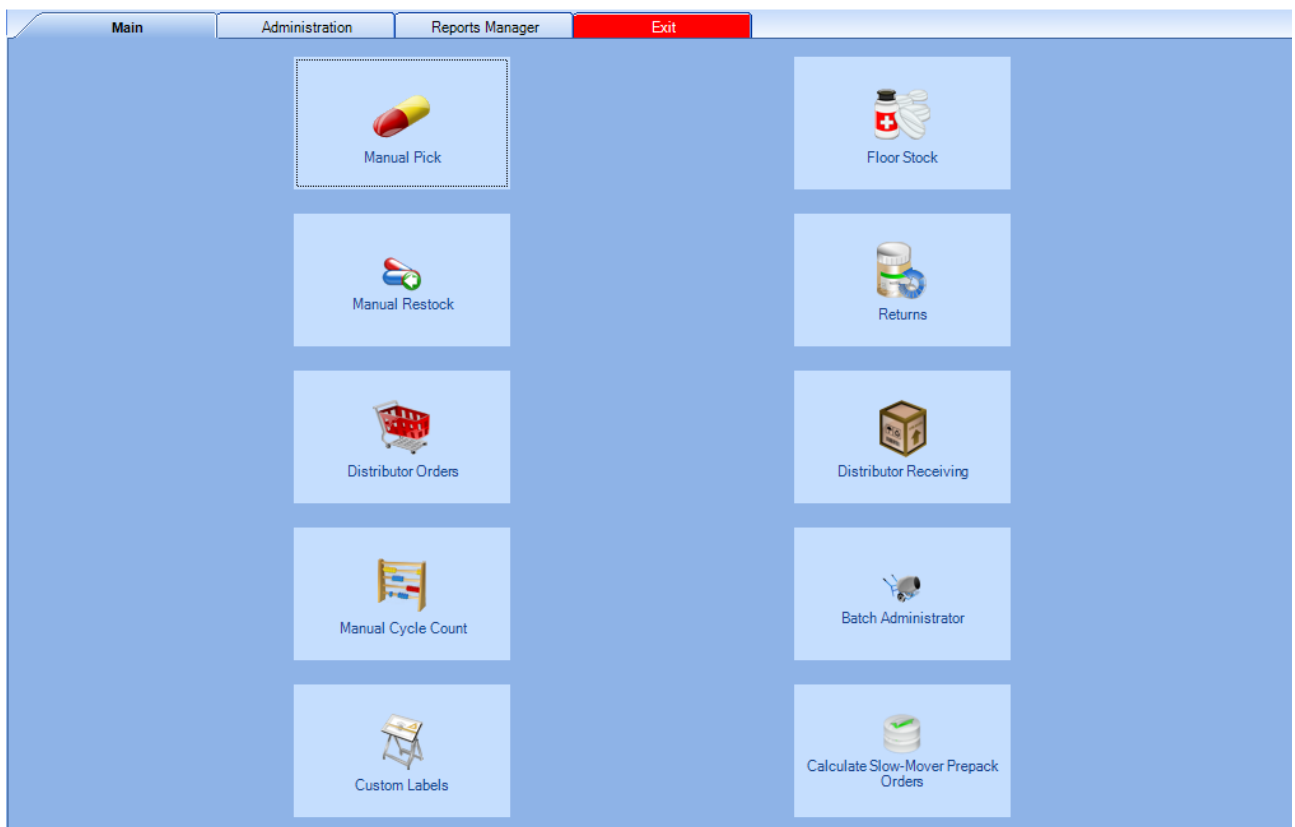 Main
Administration
Reports Manager
Exit
Manual Pick
Floor Stock
Manual Restock
Returns
Distributor Orders
Distributor Receiving
Manual Cycle Count
Batch Administrator
Custom Labels
Calculate Slow-Mover Prepack
Orders